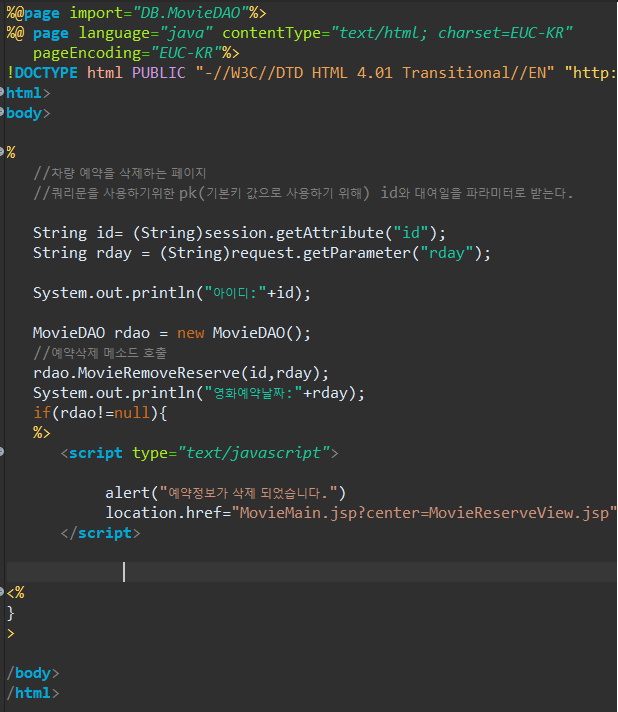 %@page import="DB.MovieDAO"%>
%@ page language="java" contentType="text/html; charset=EUC-KR"
pageEncoding="EUC-KR"%>
!DOCTYPE html PUBLIC "-//W3C//DTD HTML 4.01 Transitional//EN" "http:
html>
body>
%
//차량 예약을 삭제하는 페이지
//쿼리문을 사용하기위한 pk(기본키 값으로 사용하기 위해) id와 대여일을 파라미터로 받는다.
String id= (String)session.getAttribute("id");
String rday = (String)request.getParameter("rday");
System.out.println("아이디:"+id);
MovieDAO rdao = new MovieDAO();
//예약삭제 메소드 호출
rdao.MovieRemoveReserve(id,rday);
System.out.println("영화예약날짜:"+rday);
if(rdao!=null){
%>
<script type="text/javascript">
alert("예약정보가 삭제 되었습니다.")
location.href="MovieMain.jsp?center=MovieReserveView.jsp"
</script>
<%
}
>
/body>
/html>